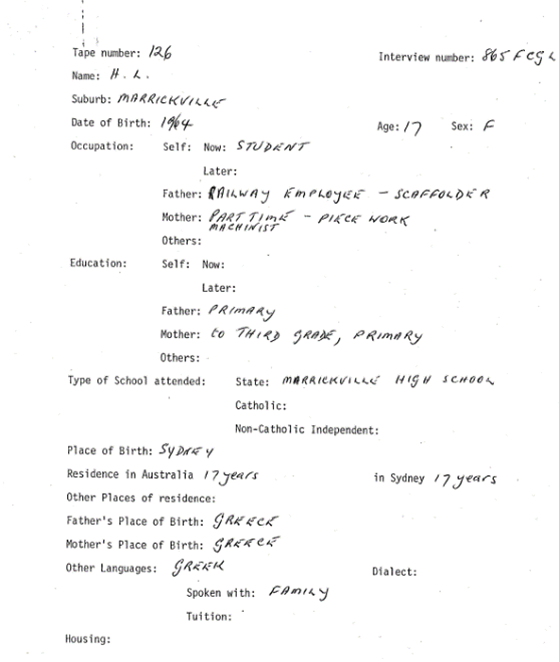 Tape number: 126 Interview number: 865 FCGL
Name: H. L.
Suburb: MARRICKVILLE
Date of Birth: 1964 Age: 17 Sex: F
Occupation: Self: Now: STUDENT
Later:
Father: RAILWAY EMPLOYEE - SCAFFOLDER
Mother: PART TIME - PIECE WORK
MACHINIST
Others:
Education: Self: Now:
Later:
Father: PRIMARY
Mother: to THIRD GRADE, PRIMARY
Others:
Type of School attended: State: MARRICKVILLE HIGH SCHOOL
Catholic:
Non-Catholic Independent:
Place of Birth: SYDNEY
Residence in Australia 17 years in Sydney 17 years
Other Places of residence:
Father's Place of Birth: GREECE
Mother's Place of Birth: GREECE
Other Languages: GREEK Dialect:
Spoken with: FAMILY
Tuition:
Housing: